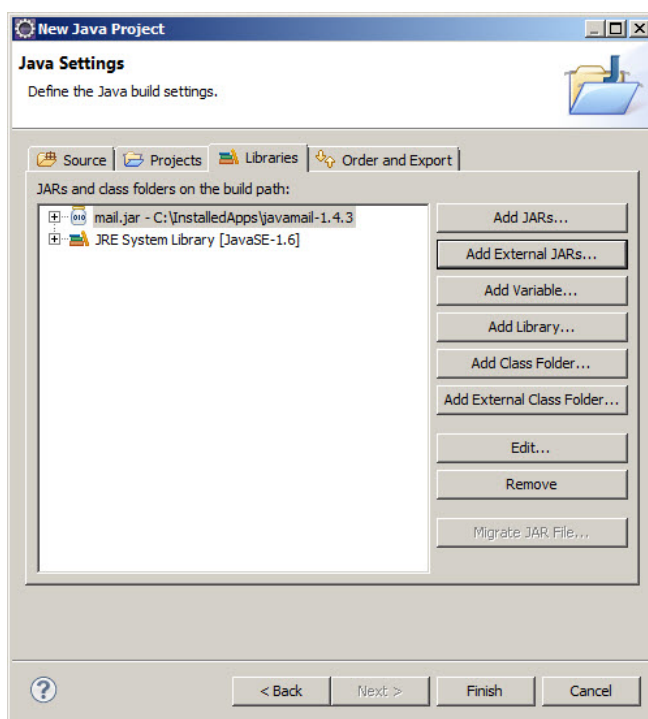 New Java Project
Java Settings
Define the Java build settings.
Source Projects Libraries Order and Export
JARs and class folders on the build path:
mail.jar - C:\InstalledApps\javamail-1.4.3
JRE System Library [JavaSE-1.6]
Add JARs...
Add External JARs...
Add Variable...
Add Library...
Add Class Folder...
Add External Class Folder...
Edit...
Remove
Migrate JAR File...
< Back Next > Finish Cancel